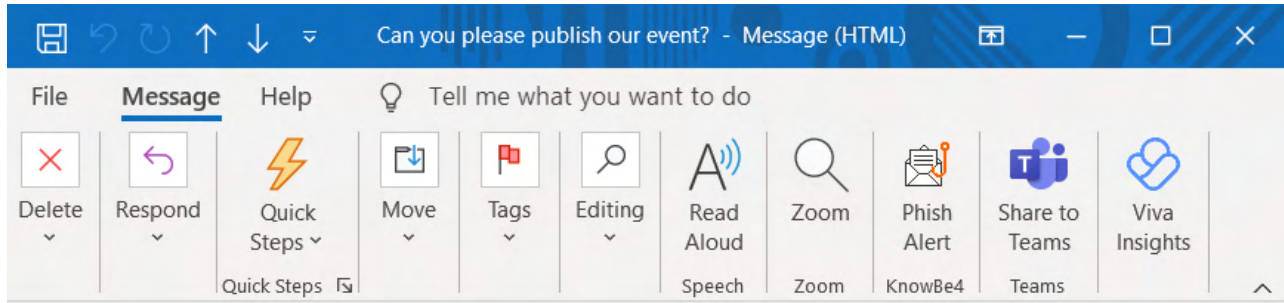 Can you please publish our event? - Message (HTML)
File Message Help Tell me what you want to do
Delete Respond Quick Steps Move Tags Editing Read Aloud Zoom Phish Alert Share to Teams Viva Insights
Quick Steps Speech Zoom KnowBe4 Teams